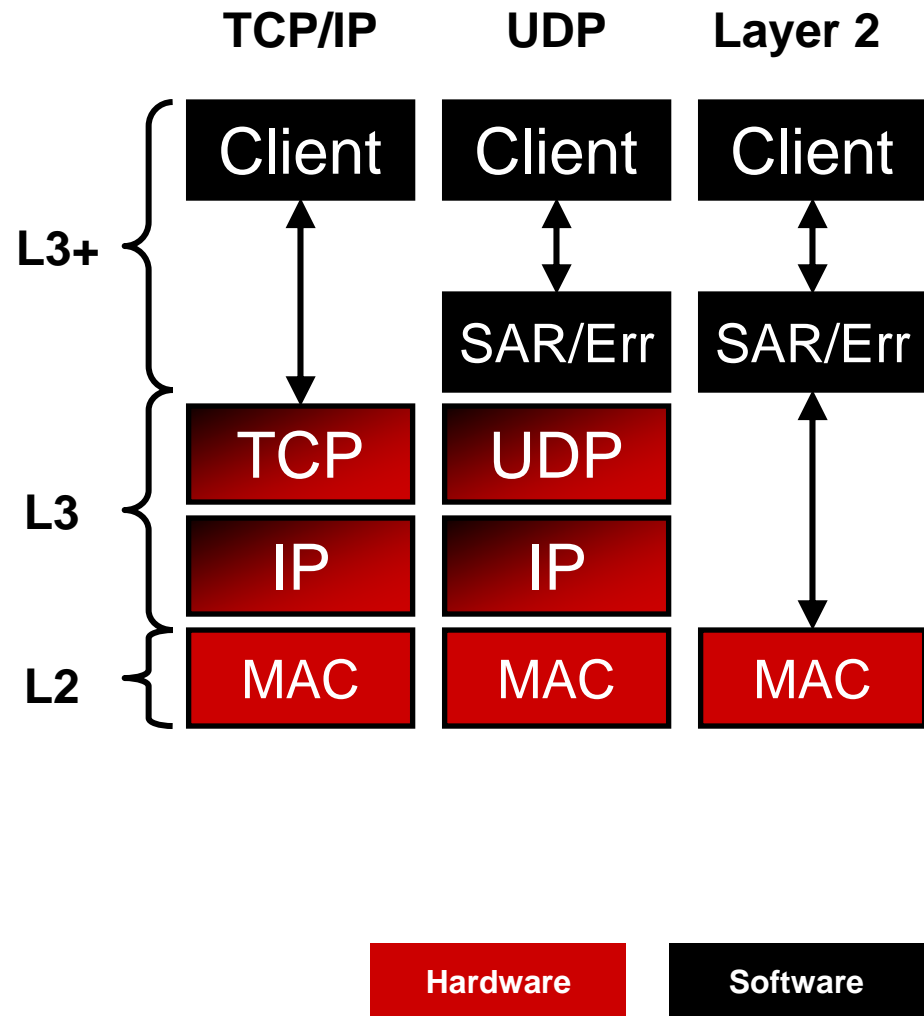 TCP/IP UDP Layer 2
Client Client Client
L3+
SAR/Err SAR/Err
TCP UDP
L3
IP IP
MAC MAC MAC
L2
Hardware Software